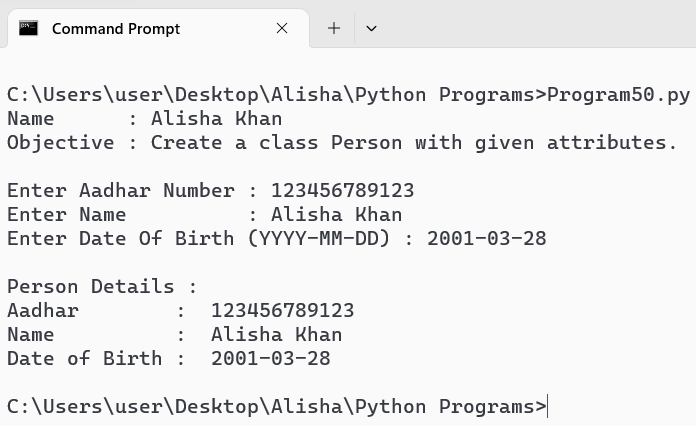 Command Prompt
C:\Users\user\Desktop\Alisha\Python Programs>Program50.py
Name      : Alisha Khan
Objective : Create a class Person with given attributes.
Enter Aadhar Number : 123456789123
Enter Name          : Alisha Khan
Enter Date Of Birth (YYYY-MM-DD) : 2001-03-28
Person Details :
Aadhar        :  123456789123
Name          :  Alisha Khan
Date of Birth :  2001-03-28
C:\Users\user\Desktop\Alisha\Python Programs>